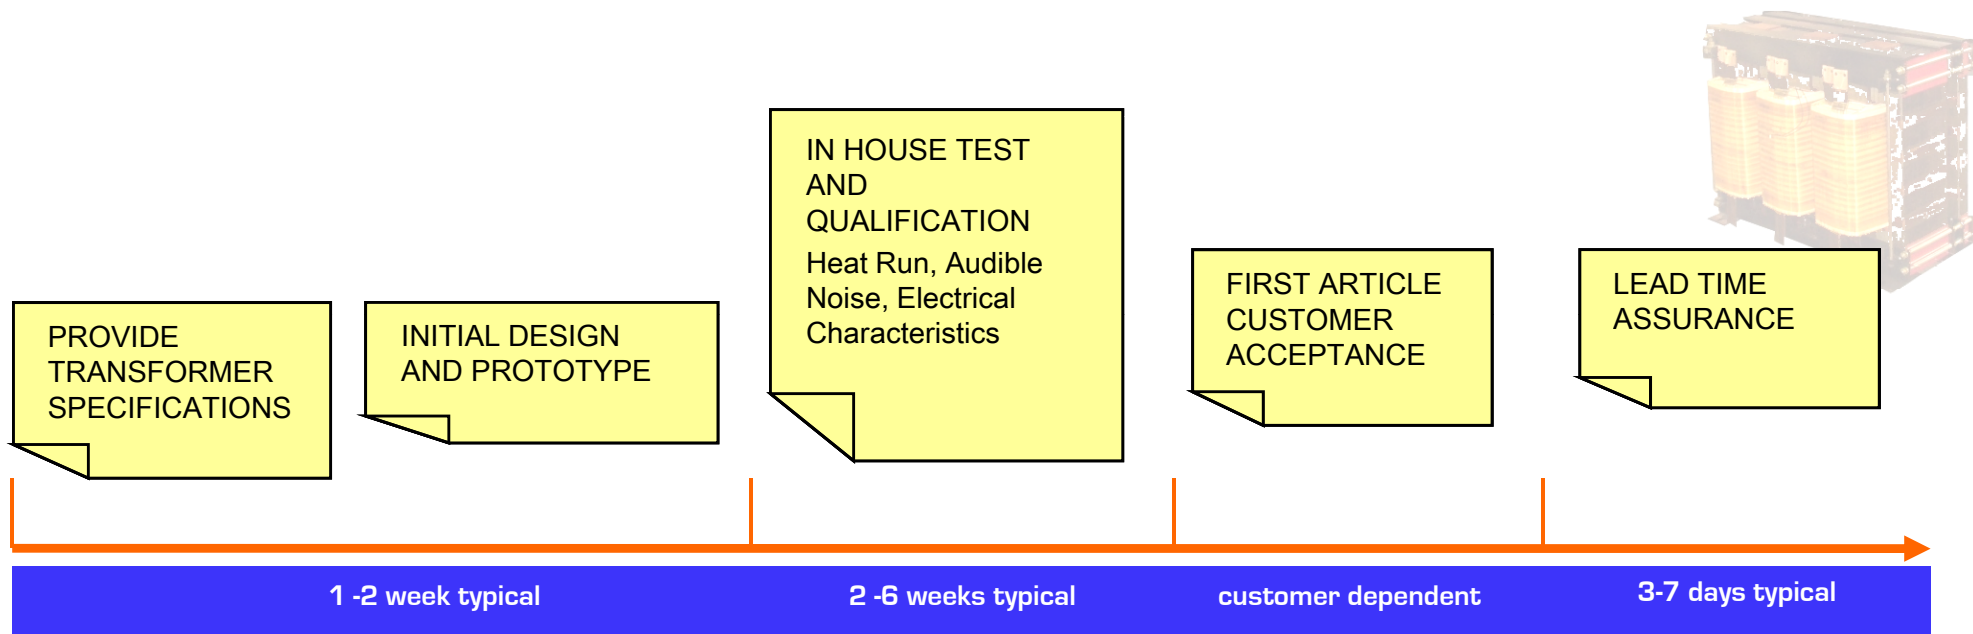 PROVIDE
TRANSFORMER
SPECIFICATIONS
INITIAL DESIGN
AND PROTOTYPE
IN HOUSE TEST
AND
QUALIFICATION
Heat Run, Audible
Noise, Electrical
Characteristics
FIRST ARTICLE
CUSTOMER
ACCEPTANCE
LEAD TIME
ASSURANCE
1 -2 week typical
2 -6 weeks typical
customer dependent
3-7 days typical